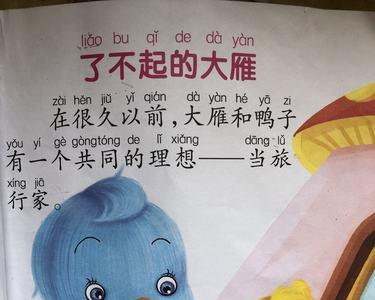 liǎo bu qǐ de dà yàn
了不起的大雁
zài hěn jiǔ yǐ qián dà yàn hé yā zi
在很久以前,大雁和鸭子
yǒu yí gè gòngtóng de lǐ xiǎng dāng lǚ
有一个共同的理想——当旅
xíng jiā
行家。